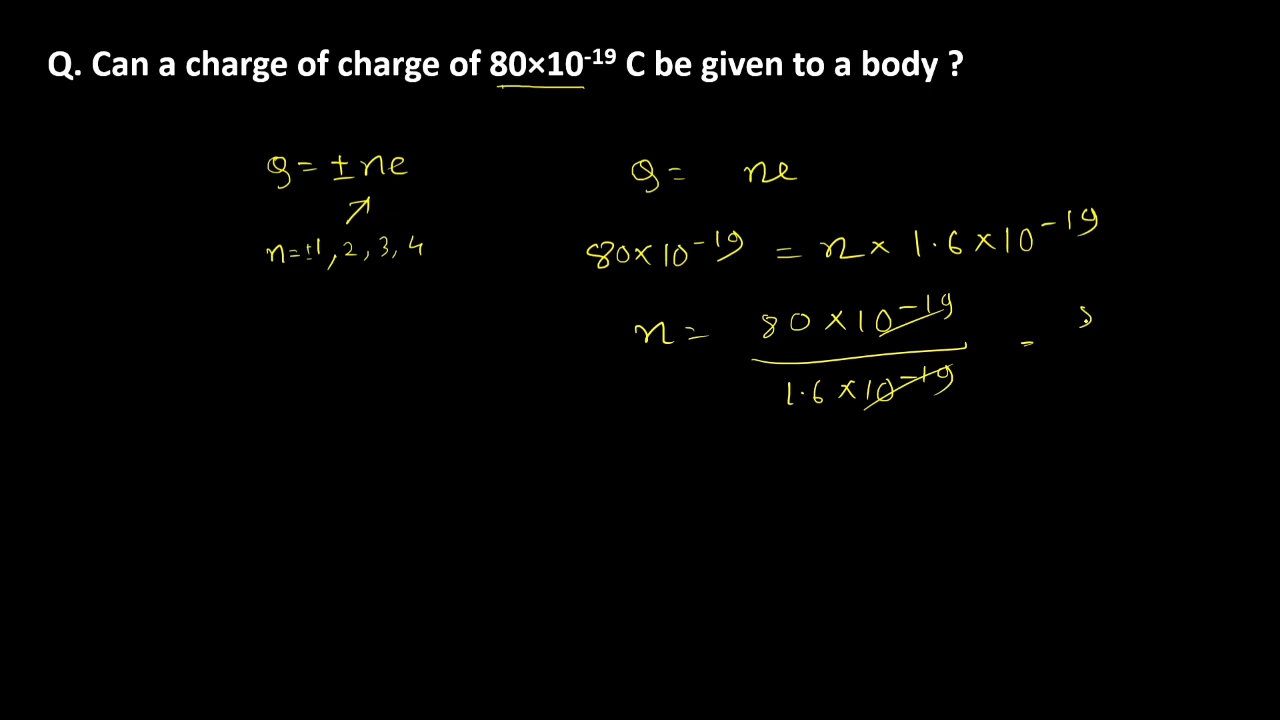 Q. Can a charge of charge of 80×10⁻¹⁹ C be given to a body ?
q = ± ne
n = ±1, 2, 3, 4
q = ne
80 × 10⁻¹⁹ = n × 1.6 × 10⁻¹⁹
n = 80 × 10⁻¹⁹ =
1.6 × 10⁻¹⁹